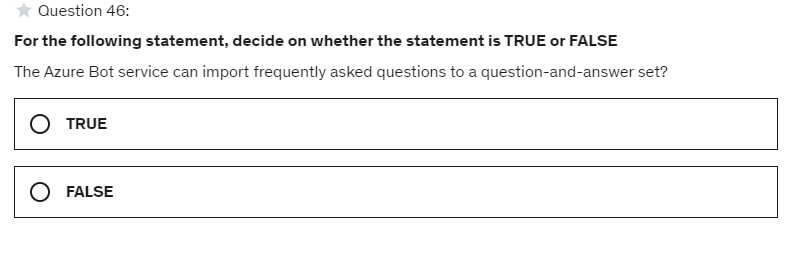 Question 46:
For the following statement, decide on whether the statement is TRUE or FALSE
The Azure Bot service can import frequently asked questions to a question-and-answer set?
TRUE
FALSE